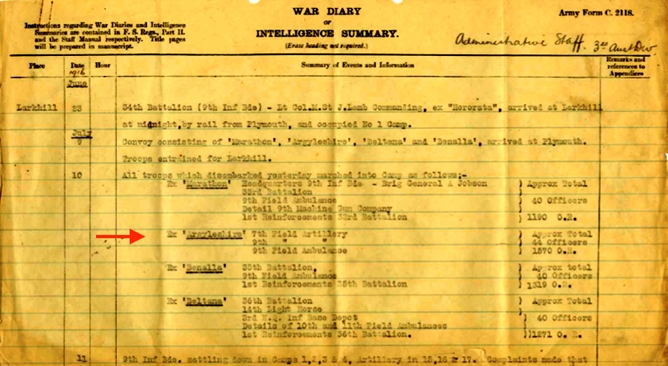 WAR DIARY
OR
INTELLIGENCE SUMMARY.
(Erase heading not required.)
Army Form C. 2118.
Instructions regarding War Diaries and Intelligence
Summaries are contained in F. S. Regs., Part II.
and the Staff Manual respectively. Title pages
will be prepared in manuscript.
Administrative Staff. 3rd Aust Div
Place Date Hour Summary of Events and Information Remarks and references to Appendices
1916
June
Larkhill 23 34th Battalion (9th Inf Bde) - Lt Col.M.St J.Lamb Commanding, ex "Hororata", arrived at Larkhill
at midnight,by rail from Plymouth, and occupied No 1 Camp.
July
9 Convoy consisting of 'Marathon', 'Argyleshire', 'Beltana' and 'Benalla', arrived at Plymouth.
Troops entrained for Larkhill.
10 All troops which disembarked yesterday marched into Camp as follows:-
Ex 'Marathon' Headquarters 9th Inf Bde - Brig General A Jobson ) Approx Total
33rd Battalion
9th Field Ambulance ) 40 Officers
Detail 9th Machine Gun Company
1st Reinforcements 33rd Battalion ) 1190 O.R.
Ex 'Argyleshire' 7th Field Artillery ) Approx Total
9th " " ) 44 Officers
9th Field Ambulance ) 1370 O.R.
Ex 'Benalla' 35th Battalion, ) Approx total
9th Field Ambulance ) 40 Officers
1st Reinforcements 35th Battalion ) 1319 O.R.
Ex 'Beltana' 36th Battalion ) Approx Total
14th Light Horse
3rd N.Q. Inf Base Depot ) 40 Officers
Details of 10th and 11th Field Ambulances
1st Reinforcements 36th Battalion. ) 1271 O.R.
11 9th Inf Bde. settling down in Camps 1,2,3 & 4, Artillery in 15,16 & 17. Complaints made that